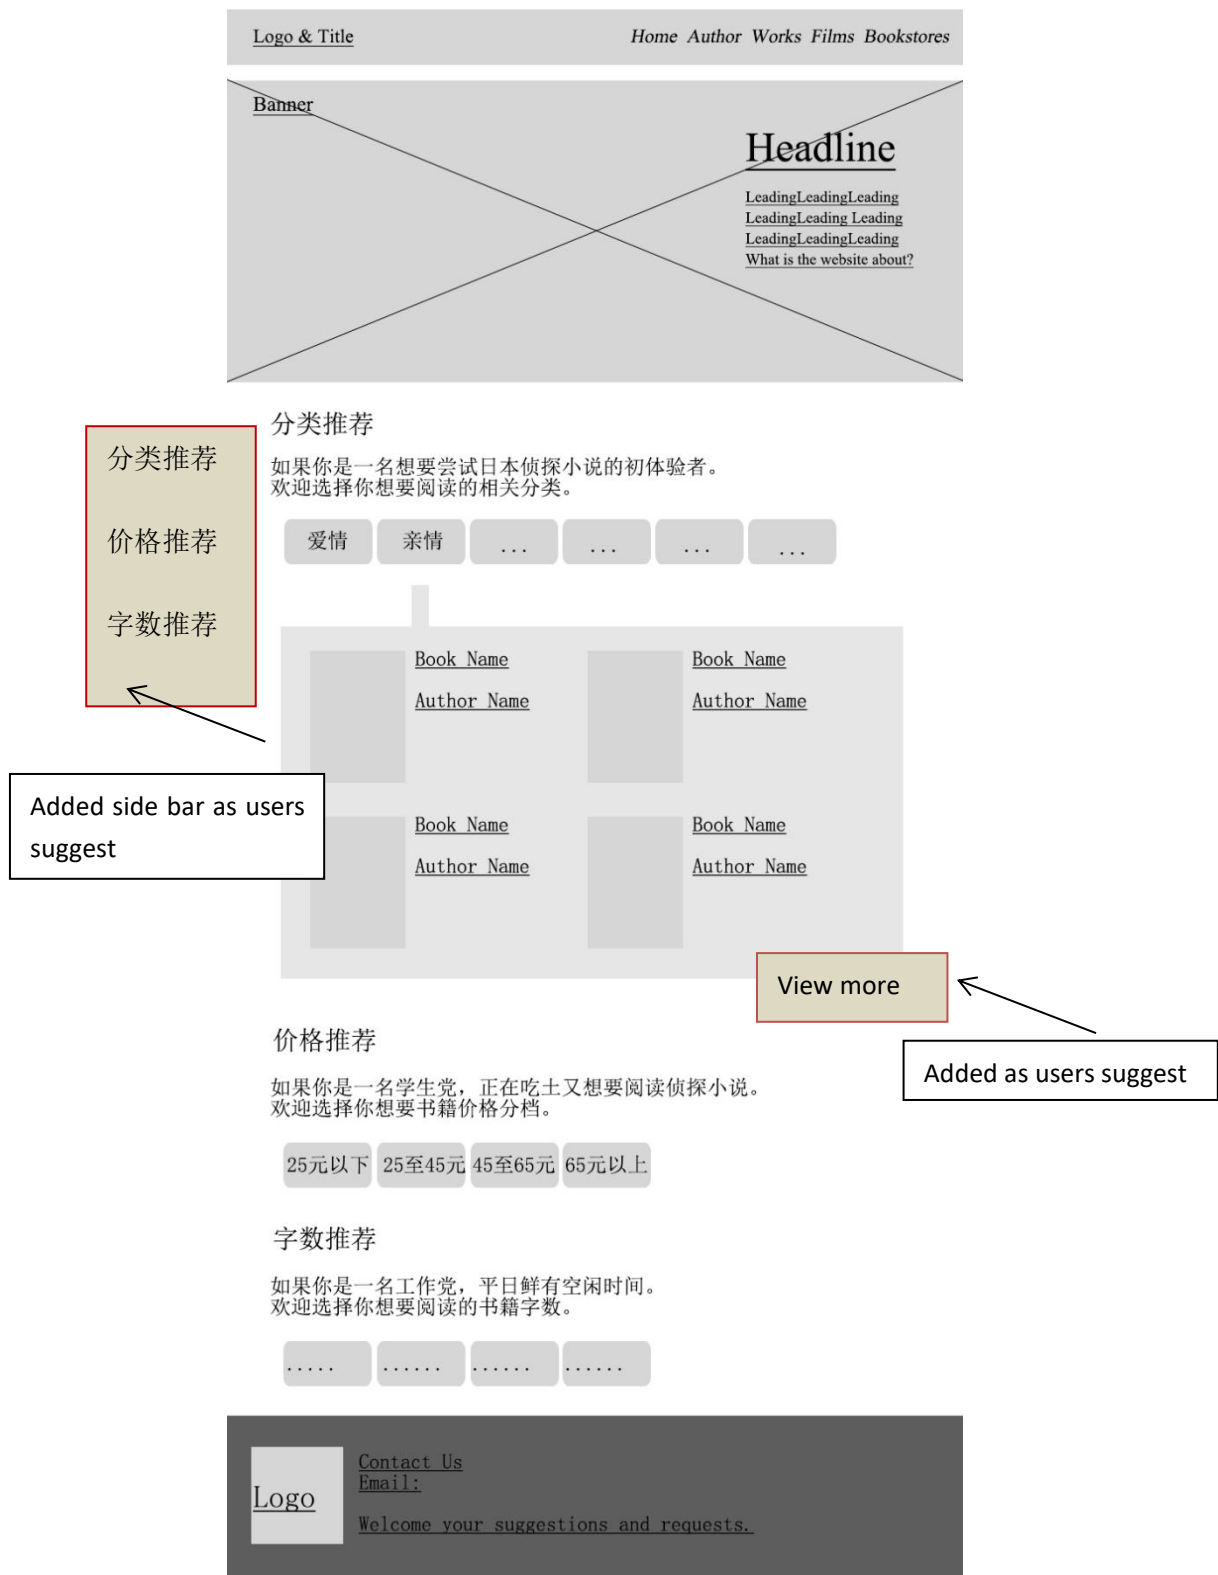 Logo & Title
Home Author Works Films Bookstores
Banner
Headline
LeadingLeadingLeading
LeadingLeading Leading
LeadingLeadingLeading
What is the website about?
分类推荐
价格推荐
字数推荐
Added side bar as users
suggest
分类推荐
如果你是一名想要尝试日本侦探小说的初体验者。
欢迎选择你想要阅读的相关分类。
爱情 亲情 ... ... ... ...
Book Name
Author Name
Book Name
Author Name
Book Name
Author Name
Book Name
Author Name
View more
Added as users suggest
价格推荐
如果你是一名学生党，正在吃土又想要阅读侦探小说。
欢迎选择你想要书籍价格分档。
25元以下 25至45元 45至65元 65元以上
字数推荐
如果你是一名工作党，平日鲜有空闲时间。
欢迎选择你想要阅读的书籍字数。
..... ...... ...... ......
Logo
Contact Us
Email:
Welcome your suggestions and requests.